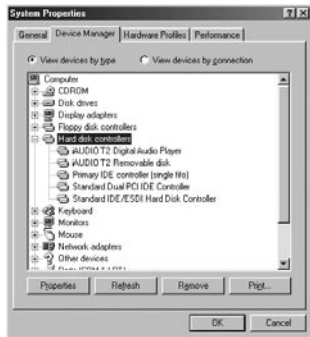 System Properties
General Device Manager Hardware Profiles Performance
View devices by type View devices by connection
Computer
CDROM
Disk drives
Display adapters
Floppy disk controllers
Hard disk controllers
iAUDIO T2 Digital Audio Player
iAUDIO T2 Removable disk
Primary IDE controller (single fifo)
Standard Dual PCI IDE Controller
Standard IDE/ESDI Hard Disk Controller
Keyboard
Monitors
Mouse
Network adapters
Other devices
Properties Refresh Remove Print...
OK Cancel